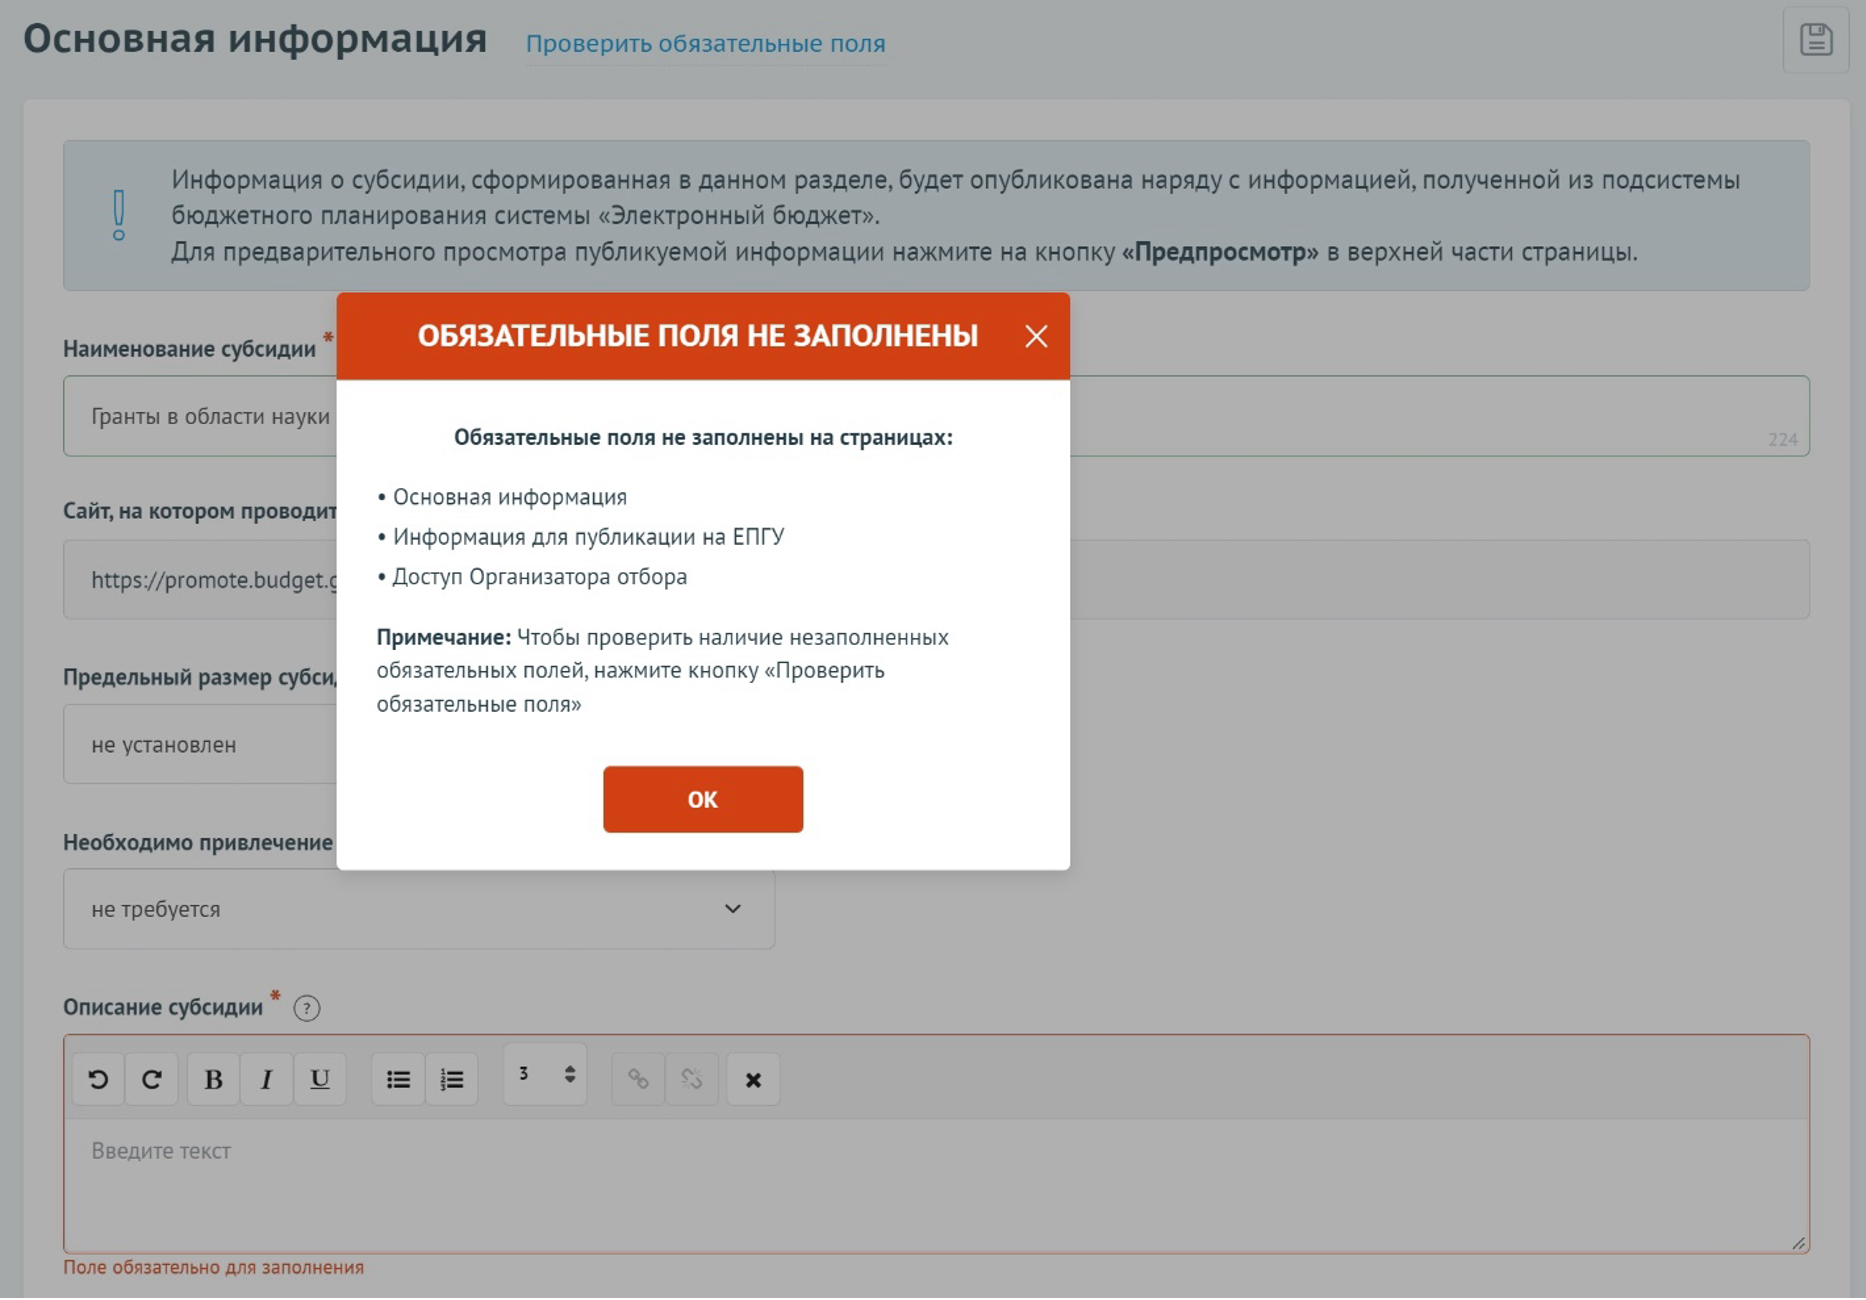 Основная информация
Проверить обязательные поля
Информация о субсидии, сформированная в данном разделе, будет опубликована наряду с информацией, полученной из подсистемы
бюджетного планирования системы «Электронный бюджет».
Для предварительного просмотра публикуемой информации нажмите на кнопку «Предпросмотр» в верхней части страницы.
Наименование субсидии *
ОБЯЗАТЕЛЬНЫЕ ПОЛЯ НЕ ЗАПОЛНЕНЫ
Гранты в области науки
224
Обязательные поля не заполнены на страницах:
• Основная информация
Сайт, на котором проводит
• Информация для публикации на ЕПГУ
https://promote.budget.g
• Доступ Организатора отбора
Примечание: Чтобы проверить наличие незаполненных
обязательных полей, нажмите кнопку «Проверить
обязательные поля»
Предельный размер субси
не установлен
ОК
Необходимо привлечение
не требуется
Описание субсидии * ?
B I U 3
Введите текст
Поле обязательно для заполнения